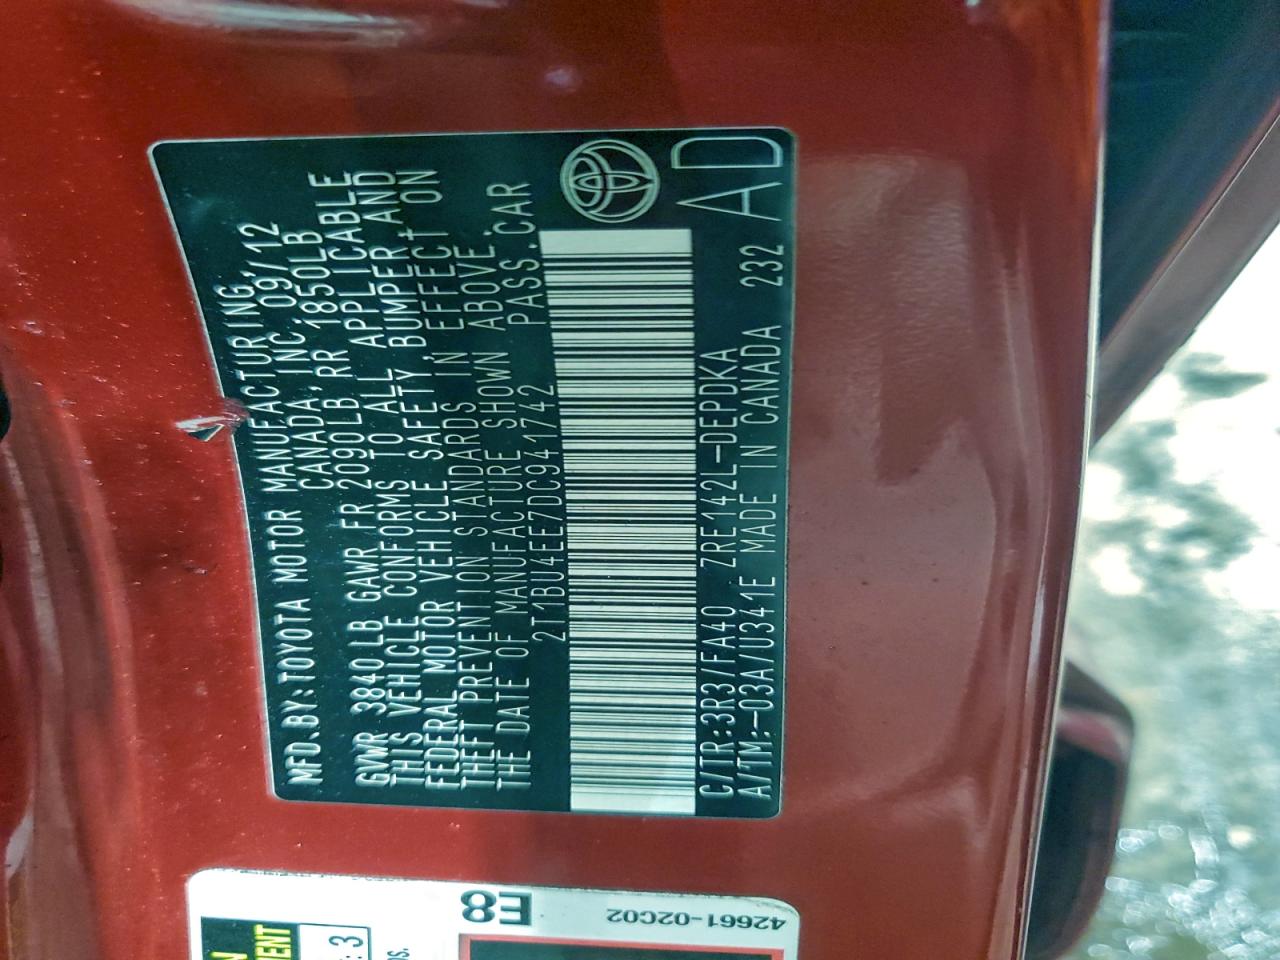 MFD.BY:TOYOTA MOTOR MANUFACTURING,
CANADA, INC. 09/12
GVWR 3840 LB GAWR FR 2090LB RR 1850LB
THIS VEHICLE CONFORMS TO ALL APPLICABLE
FEDERAL MOTOR VEHICLE SAFETY, BUMPER, AND
THEFT PREVENTION STANDARDS IN EFFECT ON
THE DATE OF MANUFACTURE SHOWN ABOVE.
2T1BU4EE7DC941742 PASS.CAR
C/TR:3R3/FA40 ZRE142L-DEPDKA
A/TM:-03A/U341E MADE IN CANADA 232
AD
E8
42661-02C02